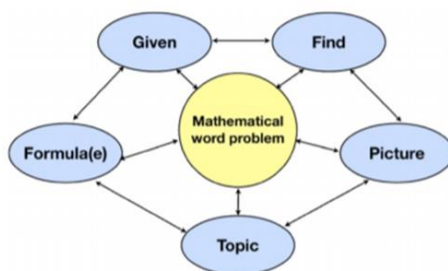 Given
Find
Mathematical
word problem
Formula(e)
Picture
Topic